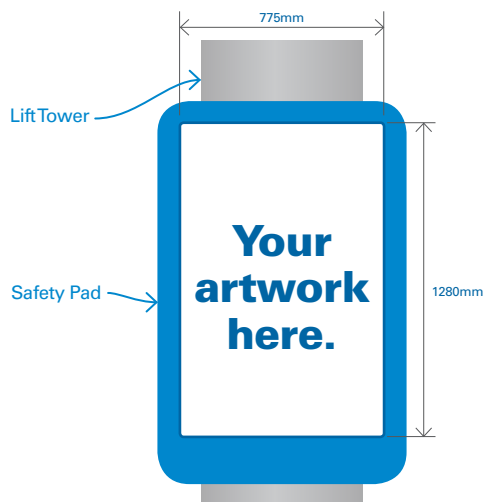 775mm
Lift Tower
Your
artwork
here.
Safety Pad
1280mm